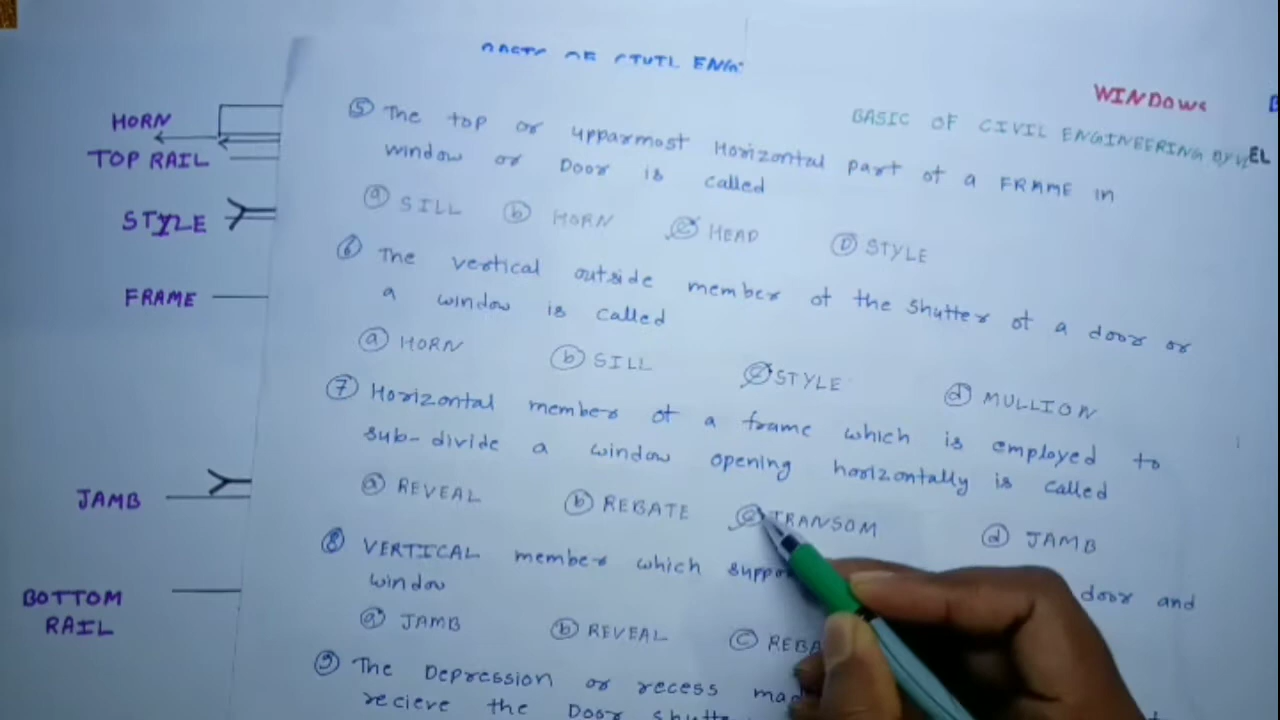 WINDOWS
BASIC OF CIVIL ENGINEERING BY
EL
HORN
TOP RAIL
STYLE
FRAME
JAMB
BOTTOM
RAIL
5 The top or upparmost Horizontal part of a FRAME in
window or Door is called
a SILL b HORN c HEAD D STYLE
6 The vertical outside member of the shutter of a door or
a window is called
a HORN b SILL c STYLE d MULLION
7 Horizontal member of a frame which is employed to
sub-divide a window opening horizontally is called
a REVEAL b REBATE c TRANSOM d JAMB
8 VERTICAL member which door and
window
a JAMB b REVEAL c
9 The Depression or recess
recieve the Door